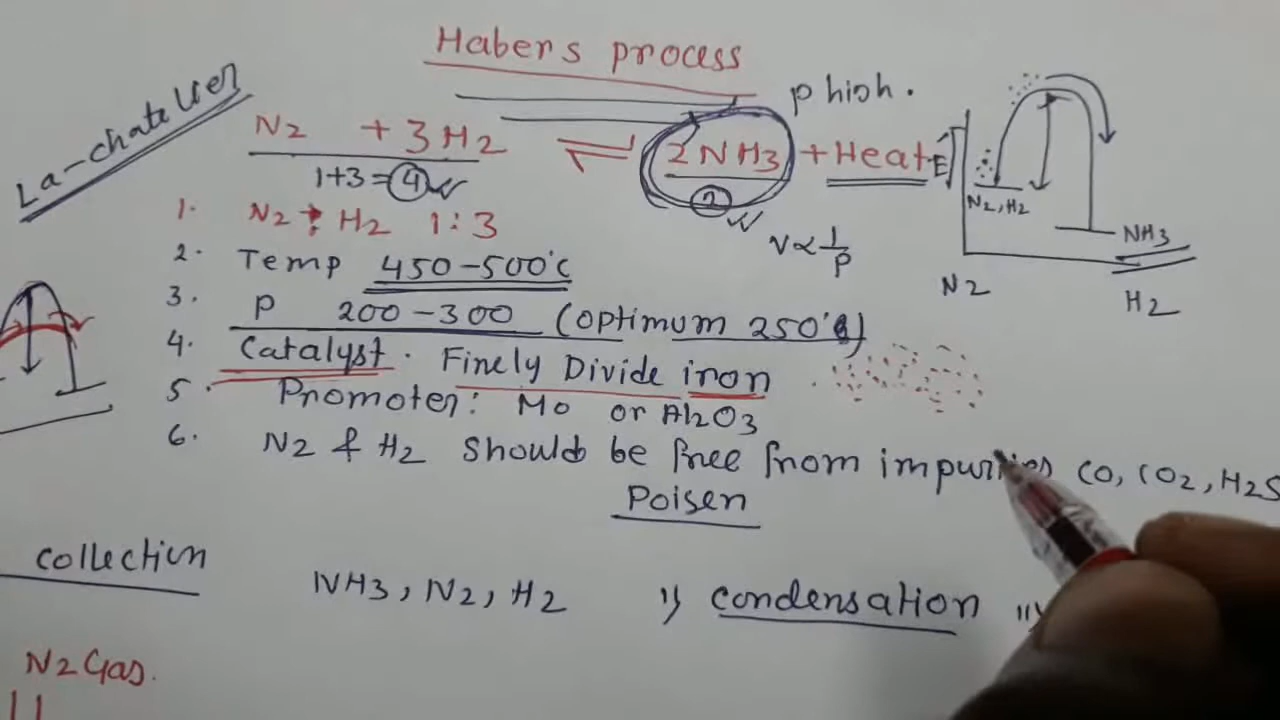 Habers process
La-chatelier
P high.
N2 + 3H2 ⇌ 2NH3 + Heat
1+3=4
2
V∝1/P
E
N2, H2
NH3
N2
H2
1. N2 : H2 1:3
2. Temp 450-500°C
3. P 200-300 (optimum 250
4. Catalyst. Finely Divide iron
5. Promoter: Mo or Al2O3
6. N2 & H2 should be free from impurities CO, CO2, H2S
Poisen
Collection
NH3, N2, H2
i) condensation ii)
N2 Gas.